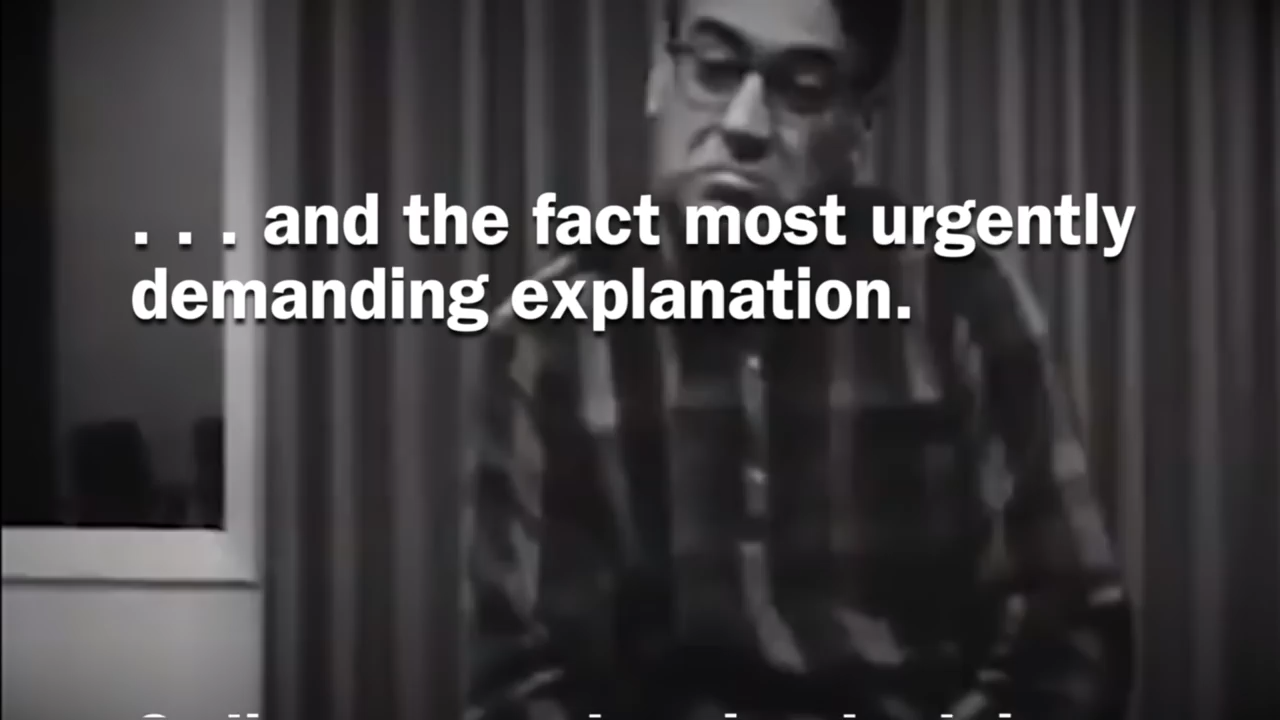 . . . and the fact most urgently
demanding explanation.